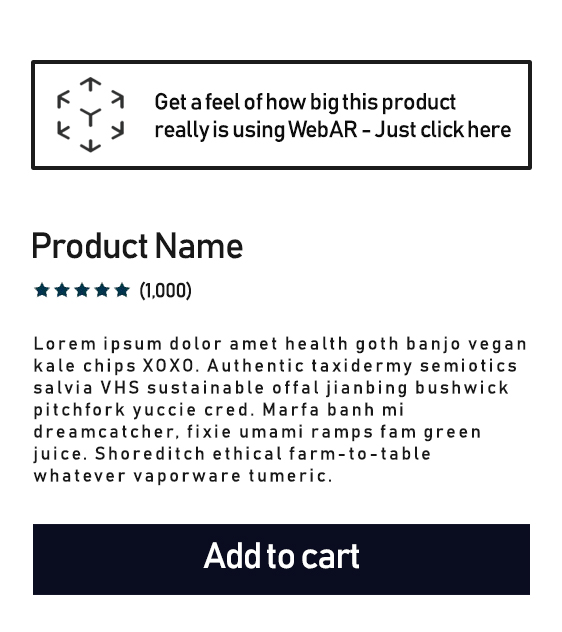 Get a feel of how big this product
really is using WebAR - Just click here
Product Name
(1,000)
Lorem ipsum dolor amet health goth banjo vegan
kale chips XOXO. Authentic taxidermy semiotics
salvia VHS sustainable offal jianbing bushwick
pitchfork yuccie cred. Marfa banh mi
dreamcatcher, fixie umami ramps fam green
juice. Shoreditch ethical farm-to-table
whatever vaporware tumeric.
Add to cart